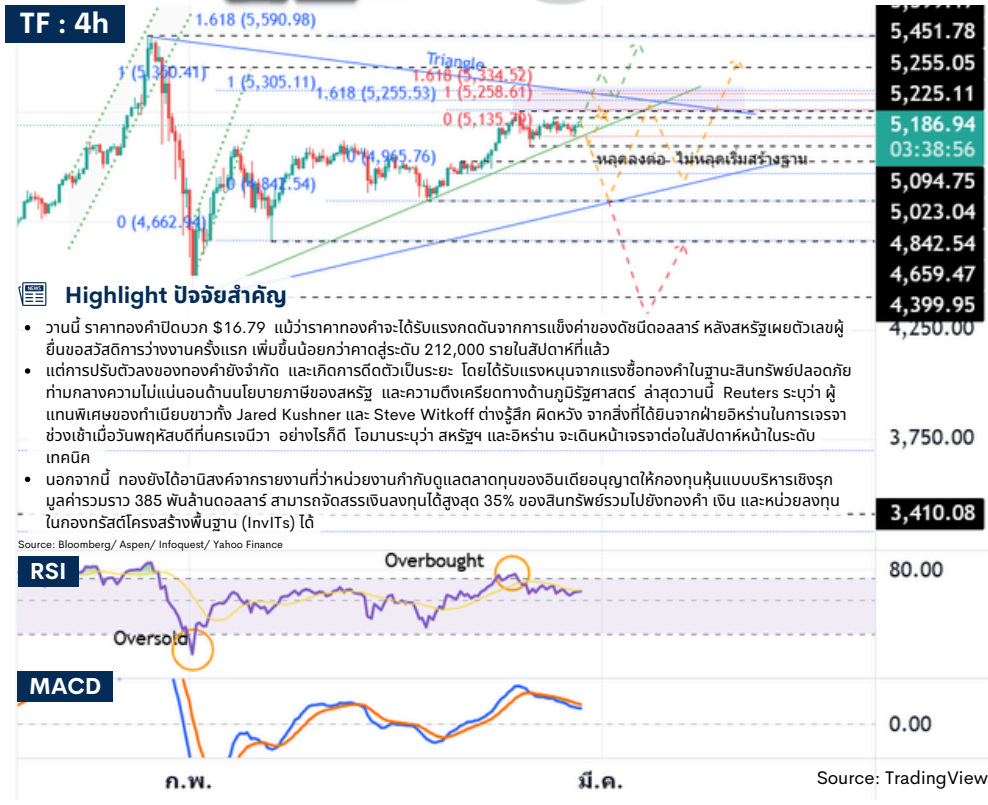 TF : 4h
1.618 (5,590.98)
5,451.78
Triangle
5,255.05
1 (5,305.11)
1.618 (5,334.52)
1.618 (5,255.53)
1 (5,258.61)
5,225.11
5,186.94
03:38:56
0 (4,965.76)
หลุดลงต่อ
ไม่หลุดเริ่มสร้างฐาน
5,094.75
5,023.04
4,842.54
4,659.47
4,399.95
4,250.00
Highlight ปัจจัยสำคัญ
• วานนี้ ราคาทองคำปิดบวก $16.79 แม้ว่าราคาทองคำจะได้รับแรงกดดันจากการแข็งค่าของดัชนีดอลลาร์ หลังสหรัฐเผยตัวเลขผู้
ยื่นขอสวัสดิการว่างงานครั้งแรก เพิ่มขึ้นน้อยกว่าคาดสู่ระดับ 212,000 รายในสัปดาห์ที่แล้ว
• แต่การปรับตัวลงของทองคำยังจำกัด และเกิดการดีดตัวเป็นระยะ โดยได้รับแรงหนุนจากแรงซื้อทองคำในฐานะสินทรัพย์ปลอดภัย
ท่ามกลางความไม่แน่นอนด้านนโยบายภาษีของสหรัฐ และความตึงเครียดทางด้านภูมิรัฐศาสตร์ ล่าสุดวานนี้ Reuters ระบุว่า ผู้
แทนพิเศษของทำเนียบขาวทั้ง Jared Kushner และ Steve Witkoff ต่างรู้สึก ผิดหวัง จากสิ่งที่ได้ยินจากฝ่ายอิหร่านในการเจรจา
ช่วงเช้าเมื่อวันพฤหัสบดีที่นครเจนีวา อย่างไรก็ดี โอมานระบุว่า สหรัฐฯ และอิหร่าน จะเดินหน้าเจรจาต่อในสัปดาห์หน้าในระดับ
เทคนิค
• นอกจากนี้ ทองยังได้อานิสงค์จากรายงานที่ว่าหน่วยงานกำกับดูแลตลาดทุนของอินเดียอนุญาตให้กองทุนหุ้นแบบบริหารเชิงรุก
มูลค่ารวมราว 385 พันล้านดอลลาร์ สามารถจัดสรรเงินลงทุนได้สูงสุด 35% ของสินทรัพย์รวมไปยังทองคำ เงิน และหน่วยลงทุน
ในกองทรัสต์โครงสร้างพื้นฐาน (InvITs) ได้
3,750.00
3,410.08
Source: Bloomberg/ Aspen/ Infoquest/ Yahoo Finance
RSI
Overbought
80.00
Oversold
MACD
0.00
ก.พ.
มี.ค.
Source: TradingView